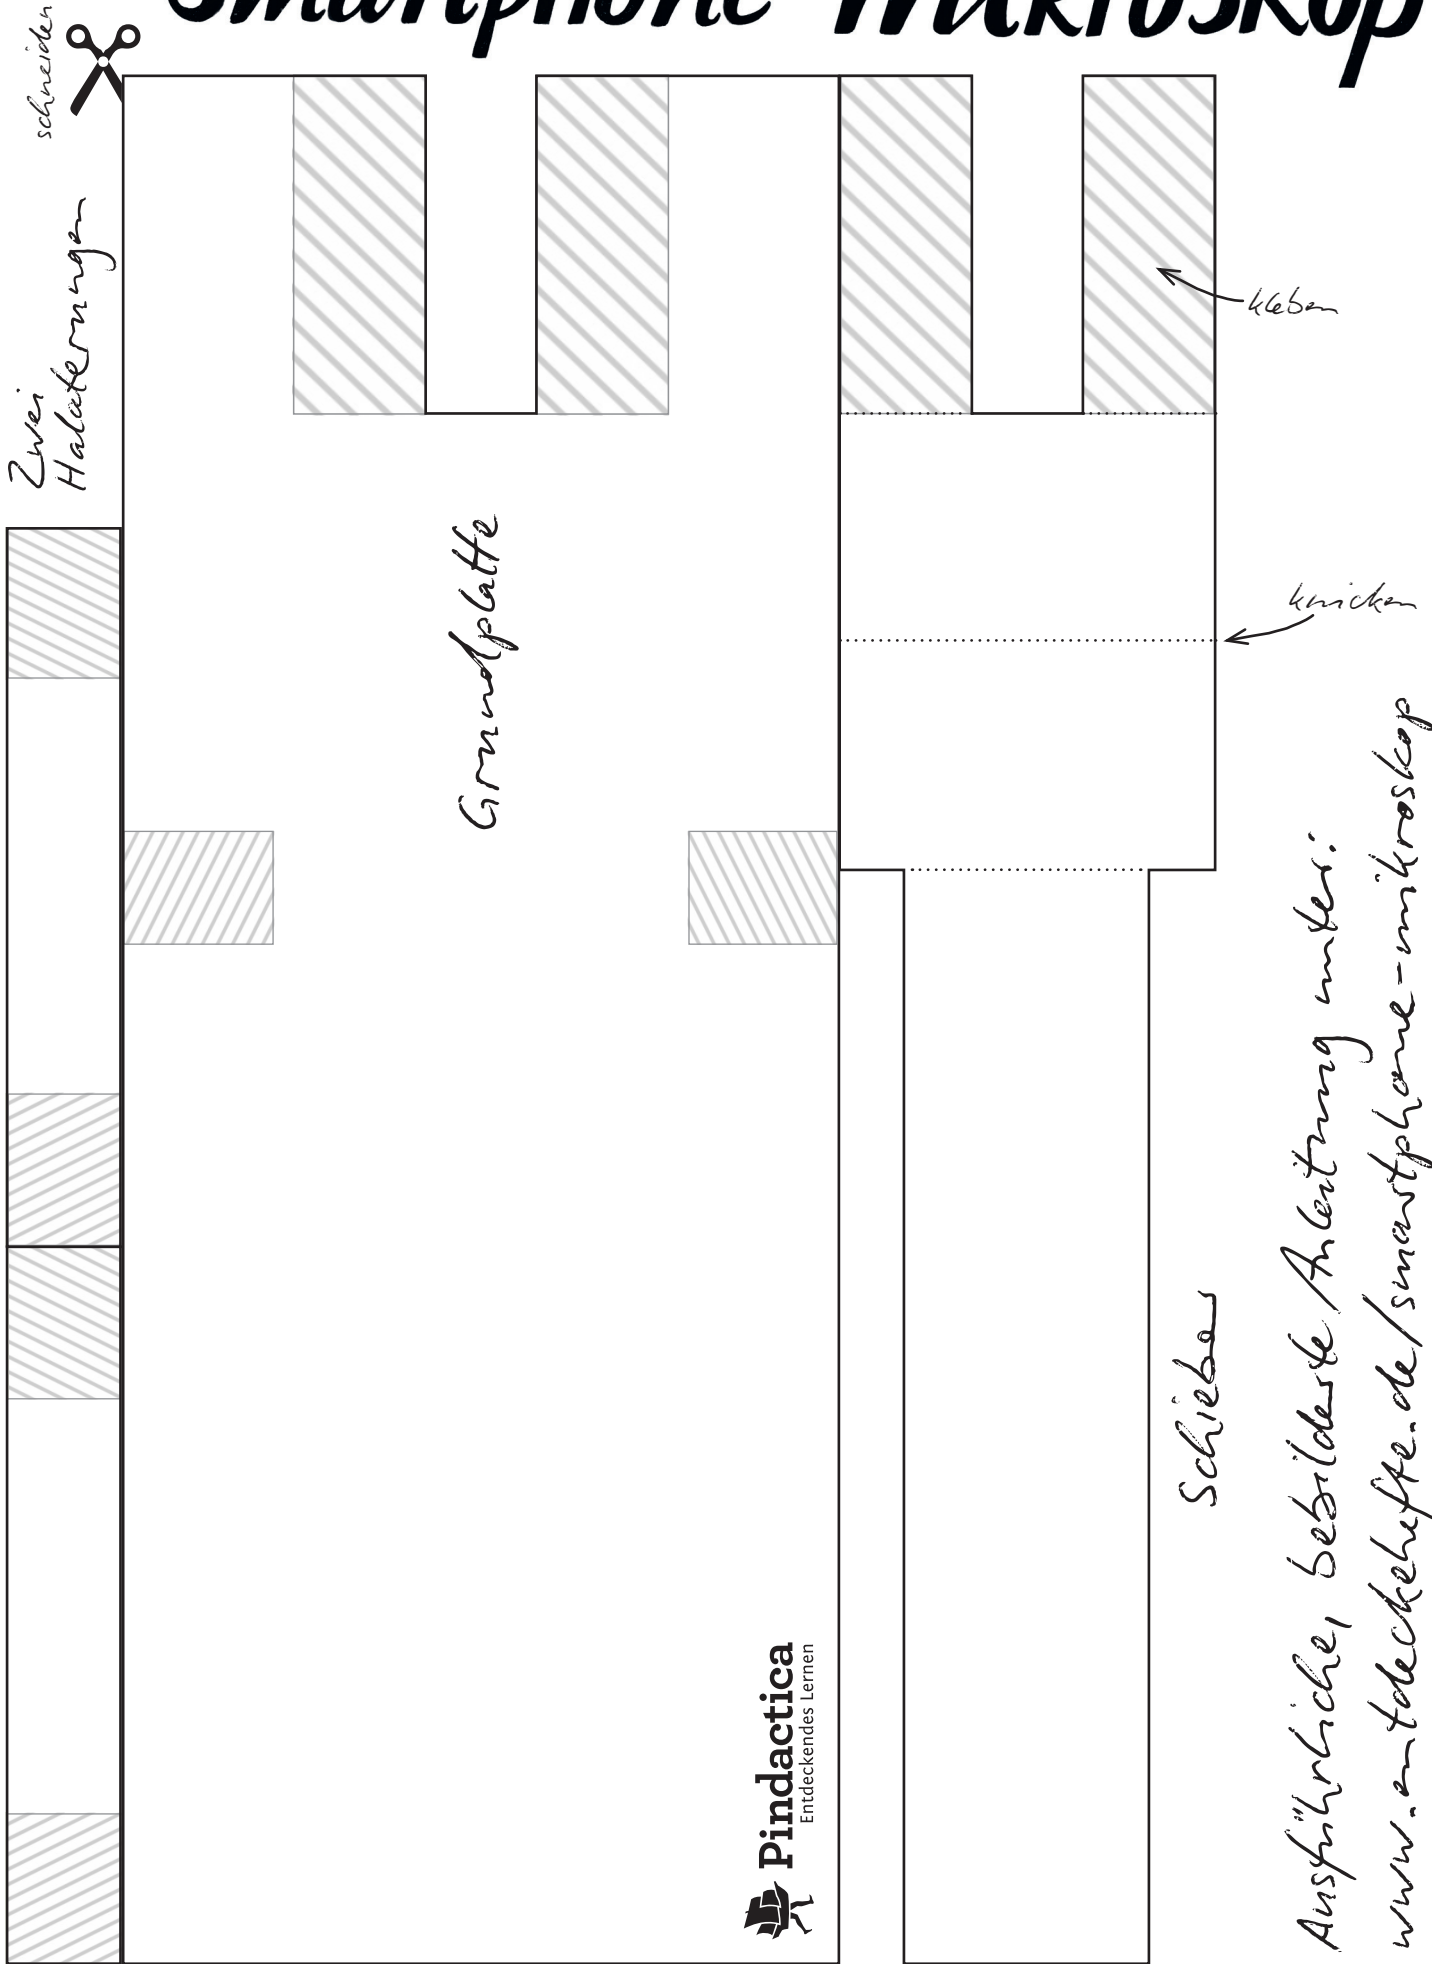 Smartphone Mikroskop
schneiden
Zwei
Halaterungen
kleben
Grundplatte
knicken
Schieber
Pindactica
Entdeckendes Lernen
Ausführliche, bebilderte Anleitung unter:
www.entdeckehefte.de/smartphone-mikroskop